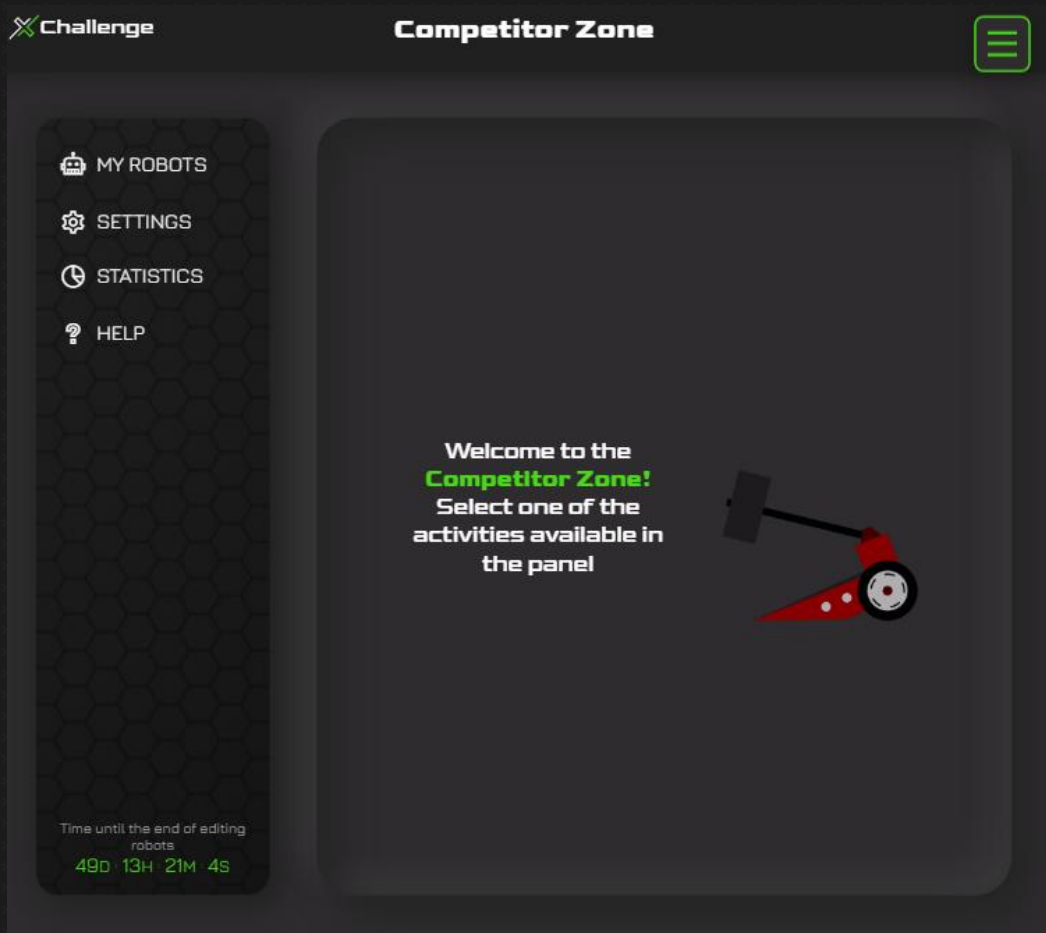 Challenge
Competitor Zone
MY ROBOTS
SETTINGS
STATISTICS
HELP
Welcome to the
Competitor Zone!
Select one of the
activities available in
the panel
Time until the end of editing
robots
49D 13H 21M 4S